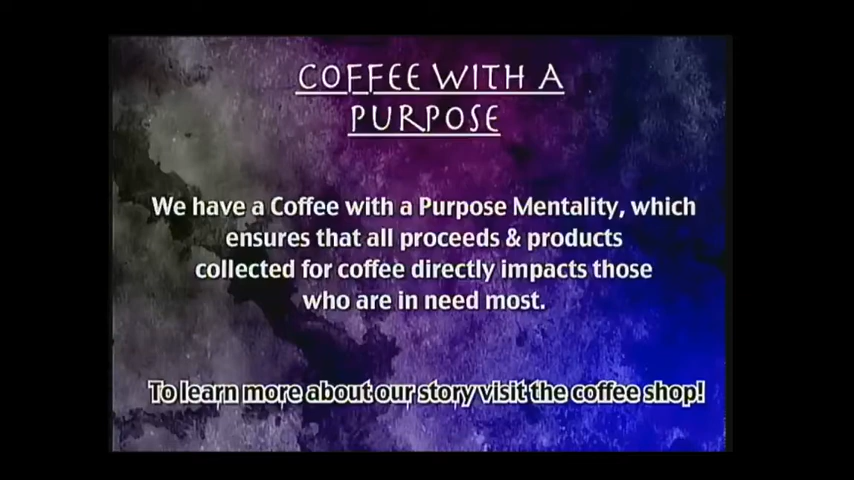 COFFEE WITH A
PURPOSE
We have a Coffee with a Purpose Mentality, which
ensures that all proceeds & products
collected for coffee directly impacts those
who are in need most.
To learn more about our story visit the coffee shop!